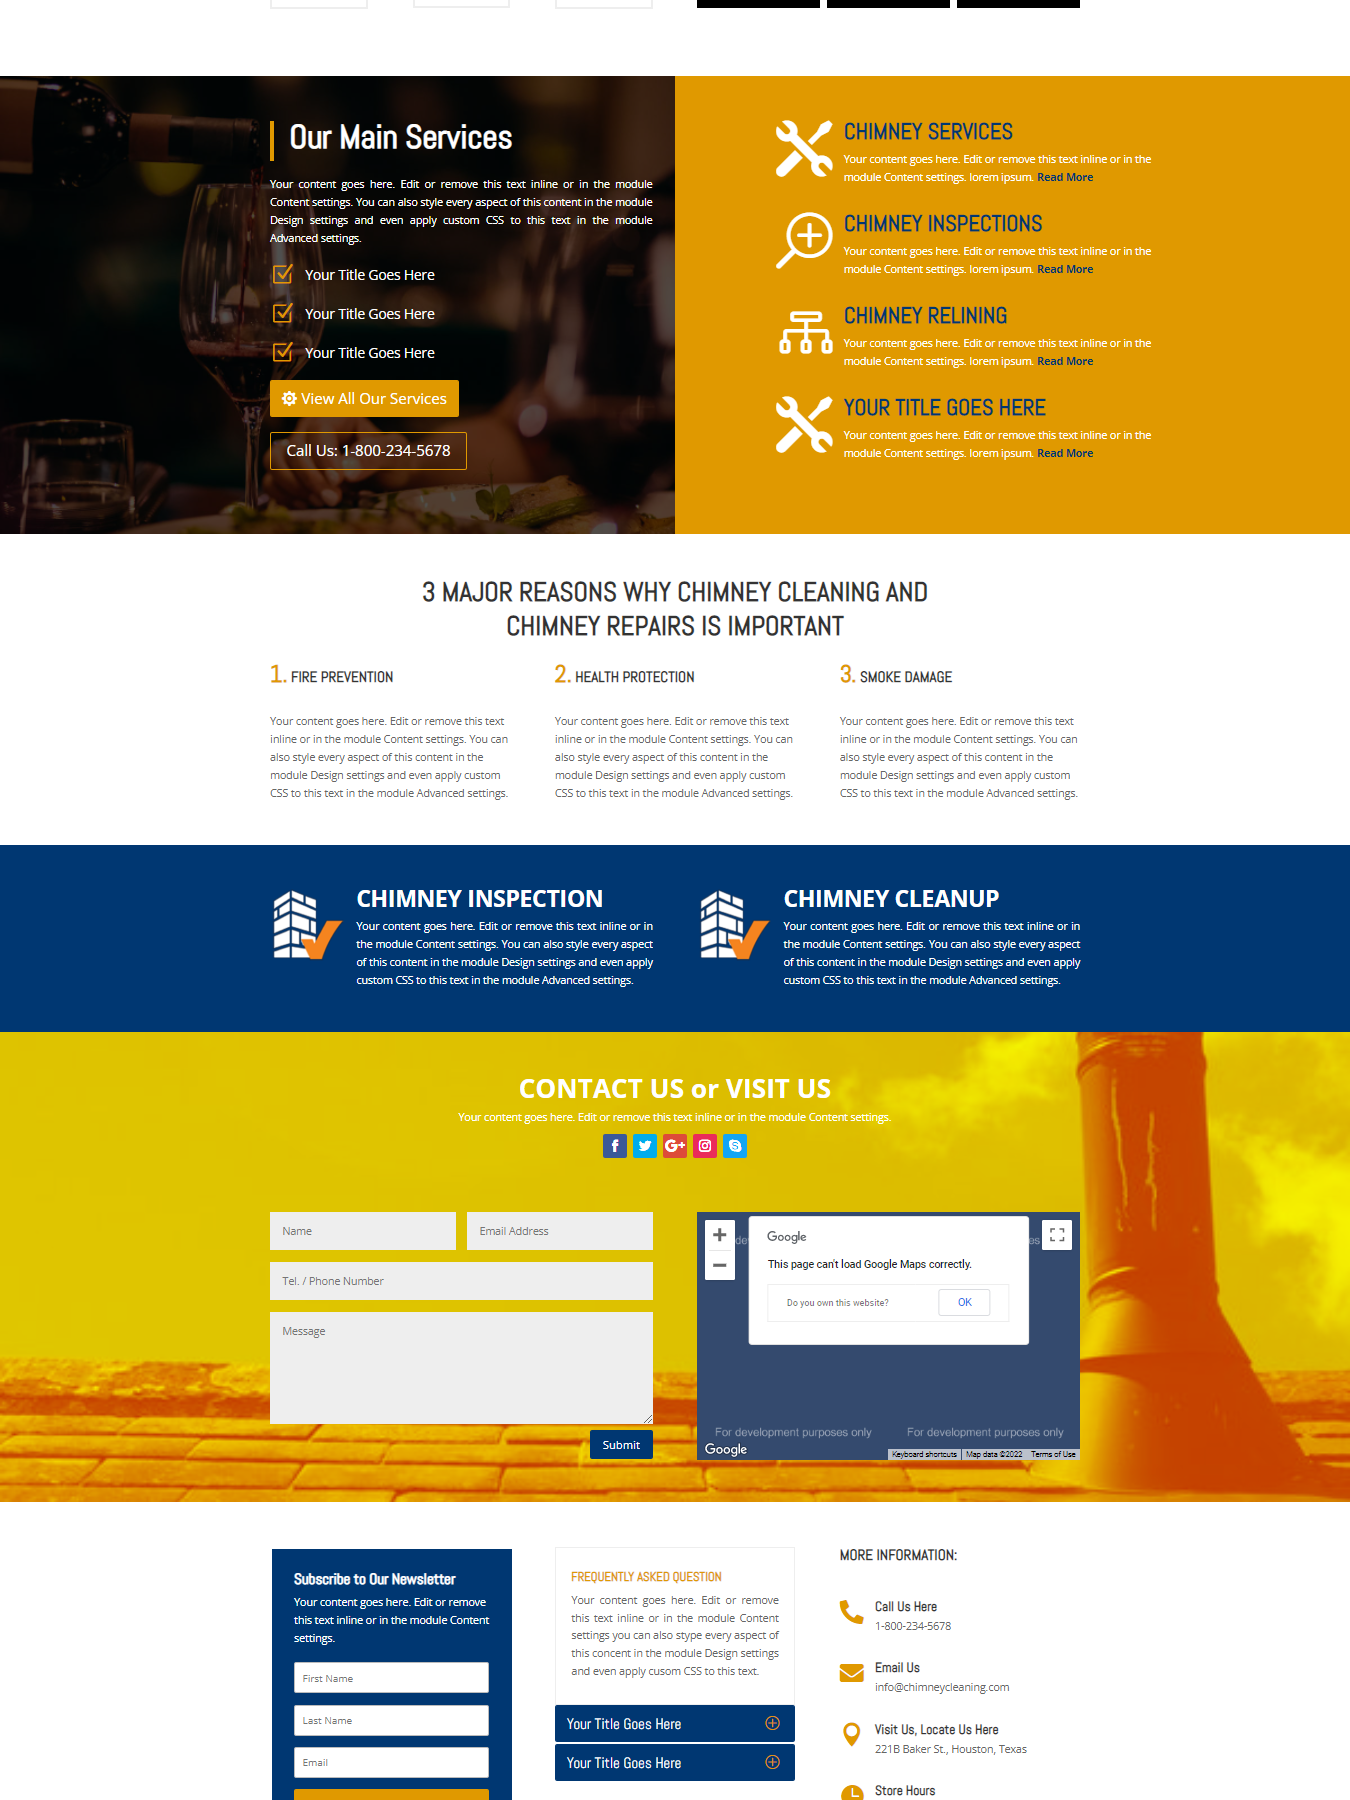 Our Main Services
Your content goes here. Edit or remove this text inline or in the module
Content settings. You can also style every aspect of this content in the module
Design settings and even apply custom CSS to this text in the module
Advanced settings.
Your Title Goes Here
Your Title Goes Here
Your Title Goes Here
View All Our Services
Call Us: 1-800-234-5678
CHIMNEY SERVICES
Your content goes here. Edit or remove this text inline or in the
module Content settings. lorem ipsum. Read More
CHIMNEY INSPECTIONS
Your content goes here. Edit or remove this text inline or in the
module Content settings. lorem ipsum. Read More
CHIMNEY RELINING
Your content goes here. Edit or remove this text inline or in the
module Content settings. lorem ipsum. Read More
YOUR TITLE GOES HERE
Your content goes here. Edit or remove this text inline or in the
module Content settings. lorem ipsum. Read More
3 MAJOR REASONS WHY CHIMNEY CLEANING AND
CHIMNEY REPAIRS IS IMPORTANT
1. FIRE PREVENTION
Your content goes here. Edit or remove this text
inline or in the module Content settings. You can
also style every aspect of this content in the
module Design settings and even apply custom
CSS to this text in the module Advanced settings.
2. HEALTH PROTECTION
Your content goes here. Edit or remove this text
inline or in the module Content settings. You can
also style every aspect of this content in the
module Design settings and even apply custom
CSS to this text in the module Advanced settings.
3. SMOKE DAMAGE
Your content goes here. Edit or remove this text
inline or in the module Content settings. You can
also style every aspect of this content in the
module Design settings and even apply custom
CSS to this text in the module Advanced settings.
CHIMNEY INSPECTION
Your content goes here. Edit or remove this text inline or in
the module Content settings. You can also style every aspect
of this content in the module Design settings and even apply
custom CSS to this text in the module Advanced settings.
CHIMNEY CLEANUP
Your content goes here. Edit or remove this text inline or in
the module Content settings. You can also style every aspect
of this content in the module Design settings and even apply
custom CSS to this text in the module Advanced settings.
CONTACT US or VISIT US
Your content goes here. Edit or remove this text inline or in the module Content settings.
Name
Email Address
Tel. / Phone Number
Message
Submit
Google
This page can't load Google Maps correctly.
Do you own this website?
OK
For development purposes only
For development purposes only
Google
Keyboard shortcuts
Map data ©2022
Terms of Use
Subscribe to Our Newsletter
Your content goes here. Edit or remove
this text inline or in the module Content
settings.
First Name
Last Name
Email
FREQUENTLY ASKED QUESTION
Your content goes here. Edit or remove
this text inline or in the module Content
settings you can also stype every aspect of
this concent in the module Design settings
and even apply cusom CSS to this text.
Your Title Goes Here
Your Title Goes Here
MORE INFORMATION:
Call Us Here
1-800-234-5678
Email Us
info@chimneycleaning.com
Visit Us, Locate Us Here
221B Baker St., Houston, Texas
Store Hours